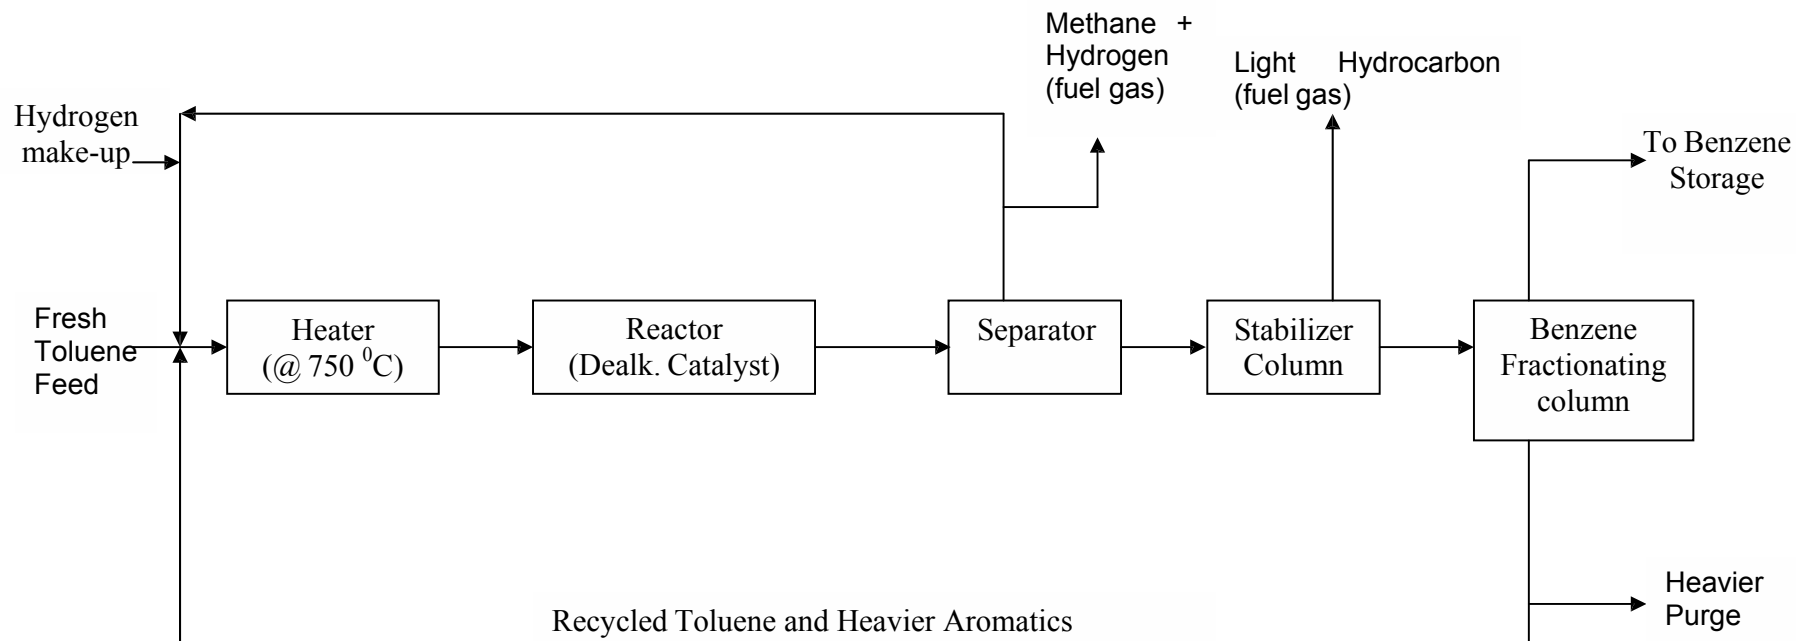 Methane +
Hydrogen
(fuel gas)
Light Hydrocarbon
(fuel gas)
Hydrogen
make-up
To Benzene
Storage
Fresh
Toluene
Feed
Heater
(@ 750 ⁰C)
Reactor
(Dealk. Catalyst)
Separator
Stabilizer
Column
Benzene
Fractionating
column
Heavier
Purge
Recycled Toluene and Heavier Aromatics